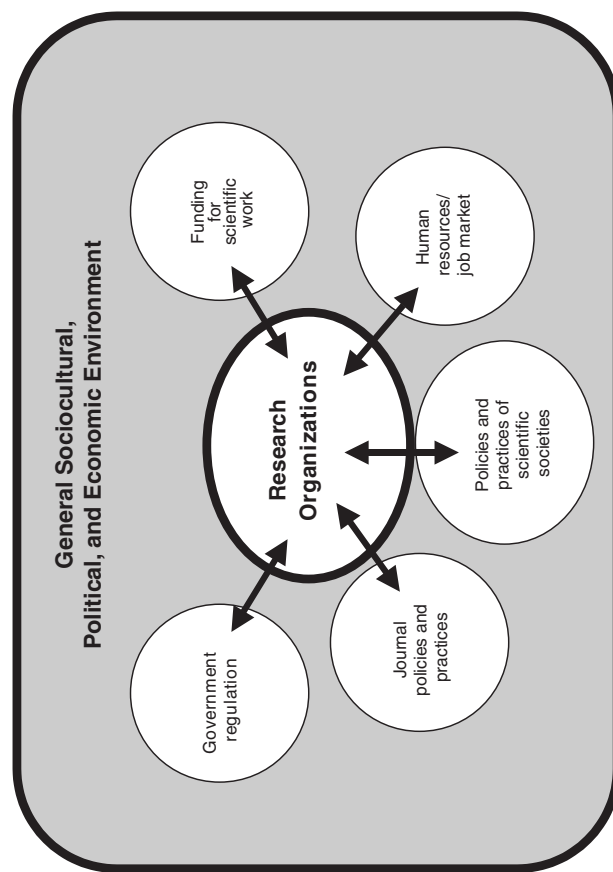 General Sociocultural,
Political, and Economic Environment
Government
regulation
Funding
for
scientific
work
Research
Organizations
Journal
policies and
practices
Policies and
practices of
scientific
societies
Human
resources/
job market